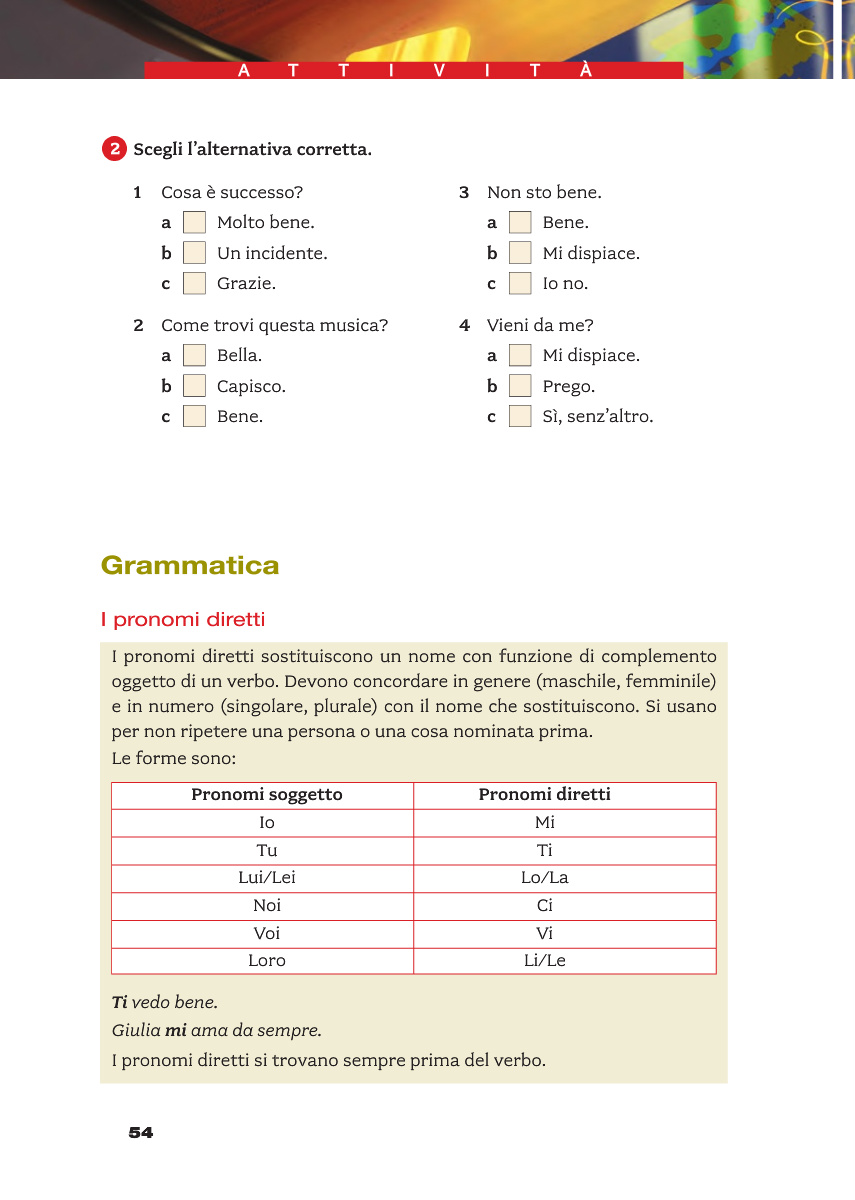 ATTIVITÀ
2 Scegli l’alternativa corretta.
1 Cosa è successo?
a Molto bene.
b Un incidente.
c Grazie.
2 Come trovi questa musica?
a Bella.
b Capisco.
c Bene.
3 Non sto bene.
a Bene.
b Mi dispiace.
c Io no.
4 Vieni da me?
a Mi dispiace.
b Prego.
c Sì, senz’altro.
Grammatica
I pronomi diretti
I pronomi diretti sostituiscono un nome con funzione di complemento
oggetto di un verbo. Devono concordare in genere (maschile, femminile)
e in numero (singolare, plurale) con il nome che sostituiscono. Si usano
per non ripetere una persona o una cosa nominata prima.
Le forme sono:
Pronomi soggetto Pronomi diretti
Io Mi
Tu Ti
Lui/Lei Lo/La
Noi Ci
Voi Vi
Loro Li/Le
Ti vedo bene.
Giulia mi ama da sempre.
I pronomi diretti si trovano sempre prima del verbo.
54